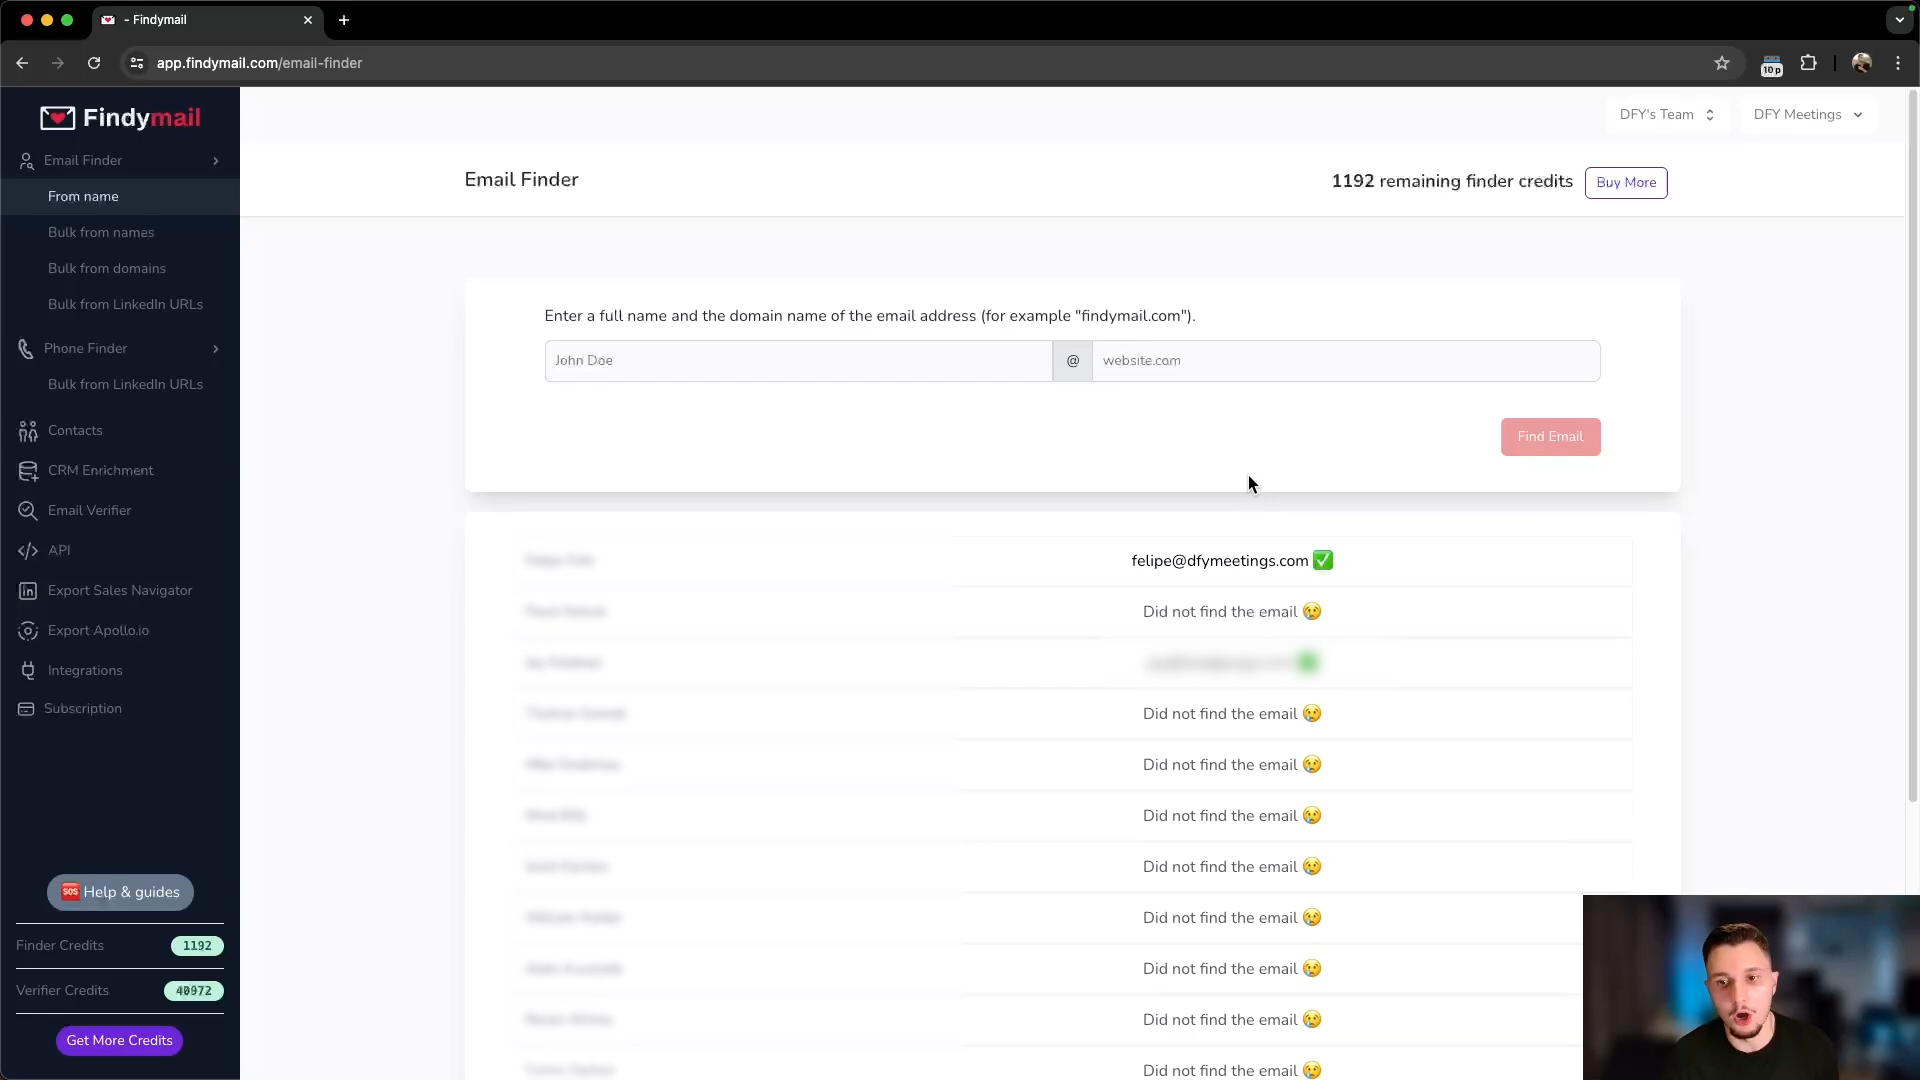 - Findymail
app.findymail.com/email-finder
10 p
Findymail
DFY's Team
DFY Meetings
Email Finder
From name
Bulk from names
Bulk from domains
Bulk from LinkedIn URLs
Phone Finder
Bulk from LinkedIn URLs
Contacts
CRM Enrichment
Email Verifier
API
Export Sales Navigator
Export Apollo.io
Integrations
Subscription
SOS Help & guides
Finder Credits 1192
Verifier Credits
Get More Credits
Email Finder
1192 remaining finder credits
Buy More
Enter a full name and the domain name of the email address (for example "findymail.com").
John Doe @ website.com
Find Email
felipe@dfymeetings.com
Did not find the email
Did not find the email
Did not find the email
Did not find the email
Did not find the email
Did not find the email
Did not find the email
Did not find the email
Did not find the email